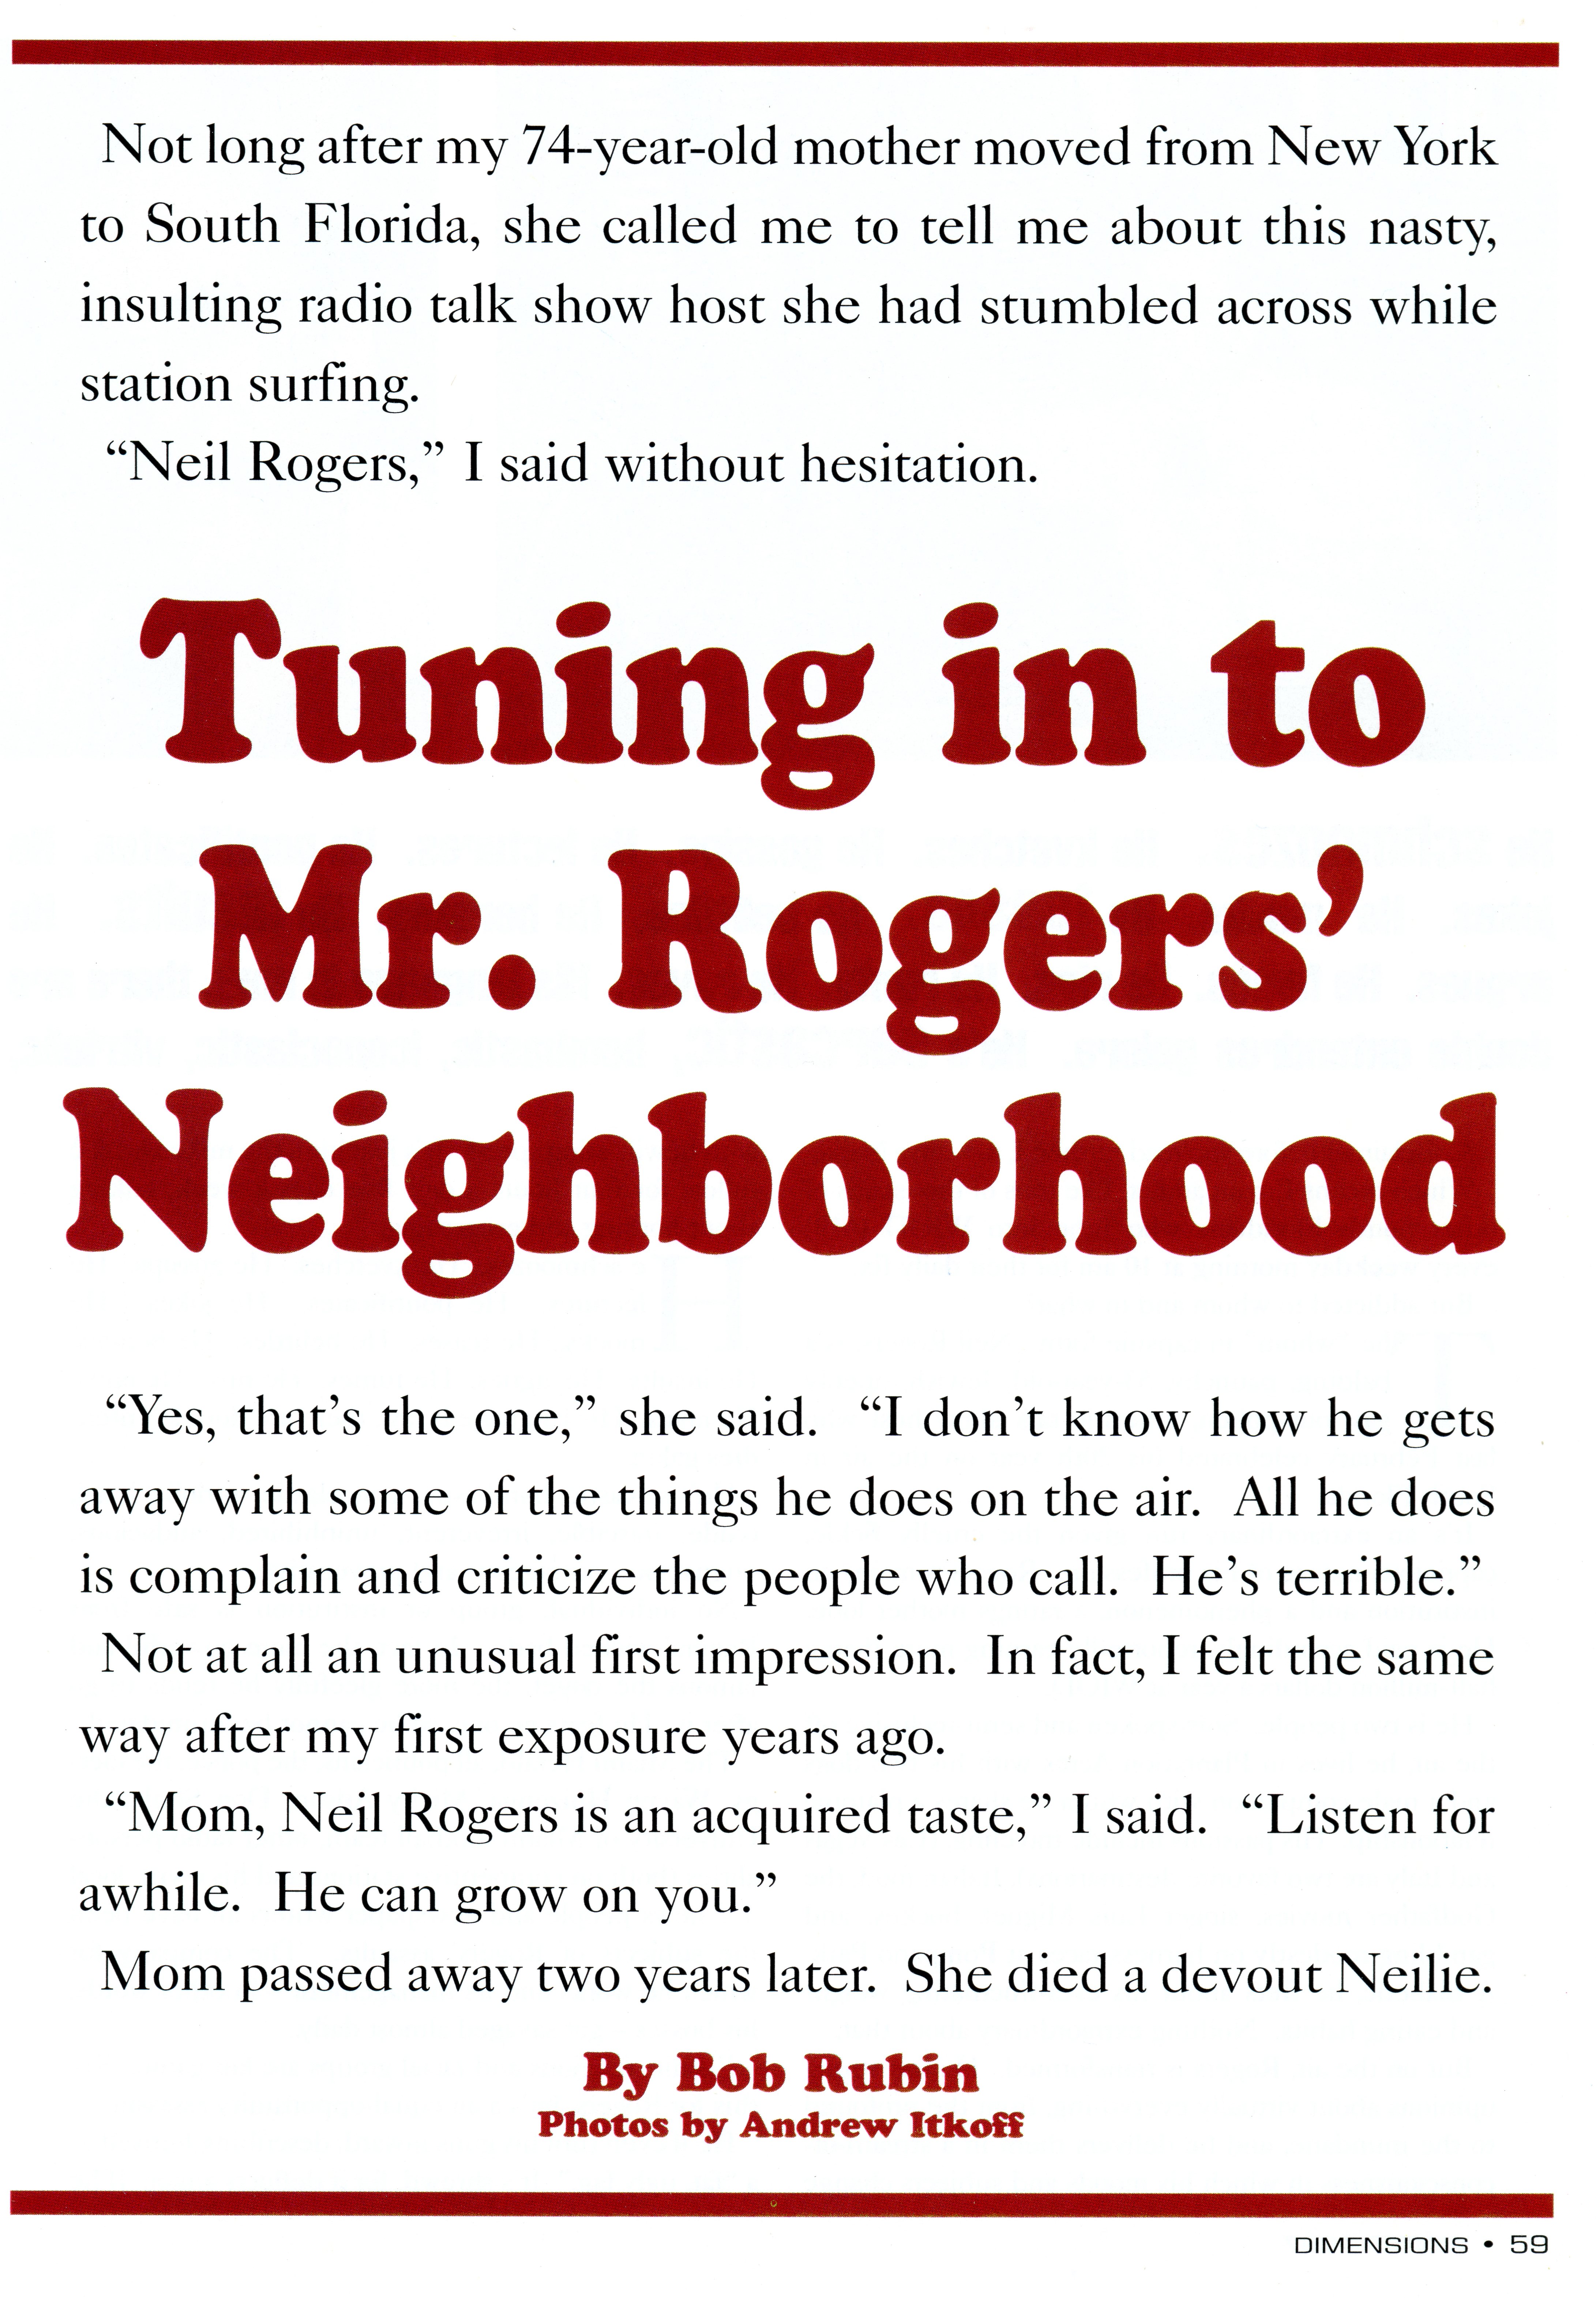 Not long after my 74-year-old mother moved from New York
to South Florida, she called me to tell me about this nasty,
insulting radio talk show host she had stumbled across while
station surfing.
“Neil Rogers,” I said without hesitation.
Tuning in to
Mr. Rogers’
Neighborhood
“Yes, that’s the one,” she said. “I don’t know how he gets
away with some of the things he does on the air. All he does
is complain and criticize the people who call. He’s terrible.”
Not at all an unusual first impression. In fact, I felt the same
way after my first exposure years ago.
“Mom, Neil Rogers is an acquired taste,” I said. “Listen for
awhile. He can grow on you.”
Mom passed away two years later. She died a devout Neilie.
By Bob Rubin
Photos by Andrew Itkoff
DIMENSIONS • 59